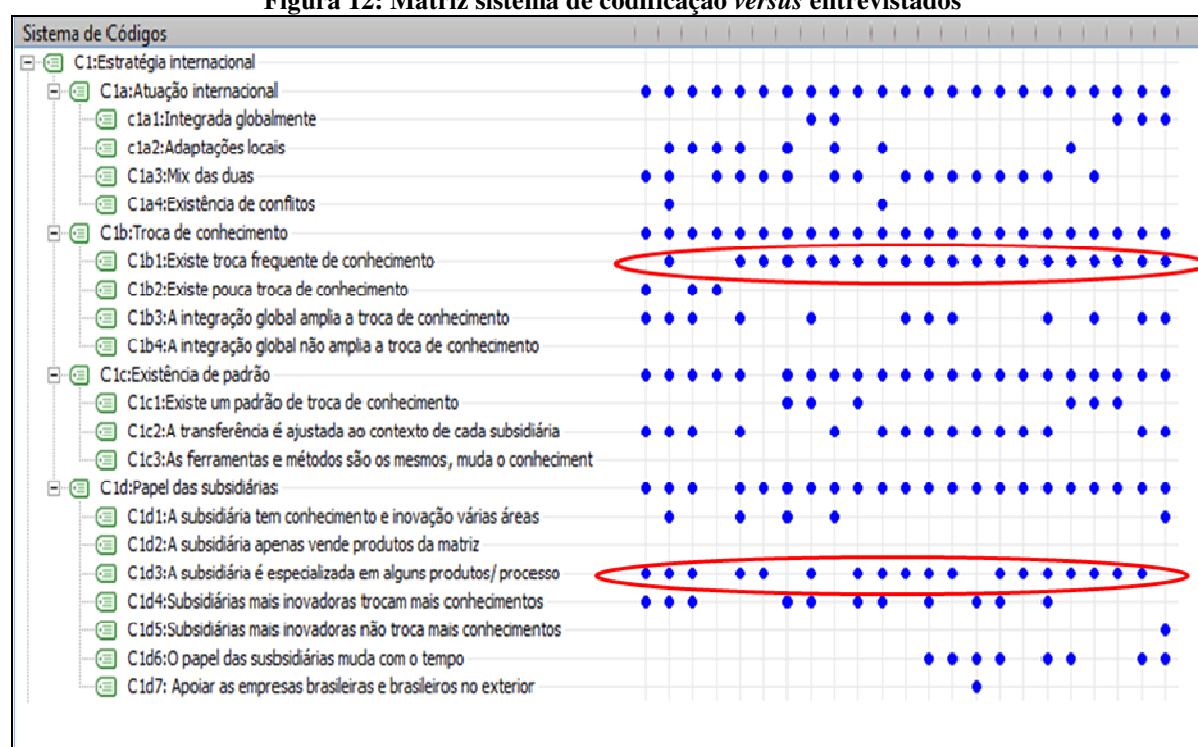 Figura 12: Matriz sistema de codificação versus entrevistados
Sistema de Códigos
C1:Estratégia internacional
C1a:Atuação internacional
c1a1:Integrada globalmente
c1a2:Adaptações locais
C1a3:Mix das duas
C1a4:Existência de conflitos
C1b:Troca de conhecimento
C1b1:Existe troca frequente de conhecimento
C1b2:Existe pouca troca de conhecimento
C1b3:A integração global amplia a troca de conhecimento
C1b4:A integração global não amplia a troca de conhecimento
C1c:Existência de padrão
C1c1:Existe um padrão de troca de conhecimento
C1c2:A transferência é ajustada ao contexto de cada subsidiária
C1c3:As ferramentas e métodos são os mesmos, muda o conheciment
C1d:Papel das subsidiárias
C1d1:A subsidiária tem conhecimento e inovação várias áreas
C1d2:A subsidiária apenas vende produtos da matriz
C1d3:A subsidiária é especializada em alguns produtos/ processo
C1d4:Subsidiárias mais inovadoras trocam mais conhecimentos
C1d5:Subsidiárias mais inovadoras não troca mais conhecimentos
C1d6:O papel das susbsidiárias muda com o tempo
C1d7: Apoiar as empresas brasileiras e brasileiros no exterior